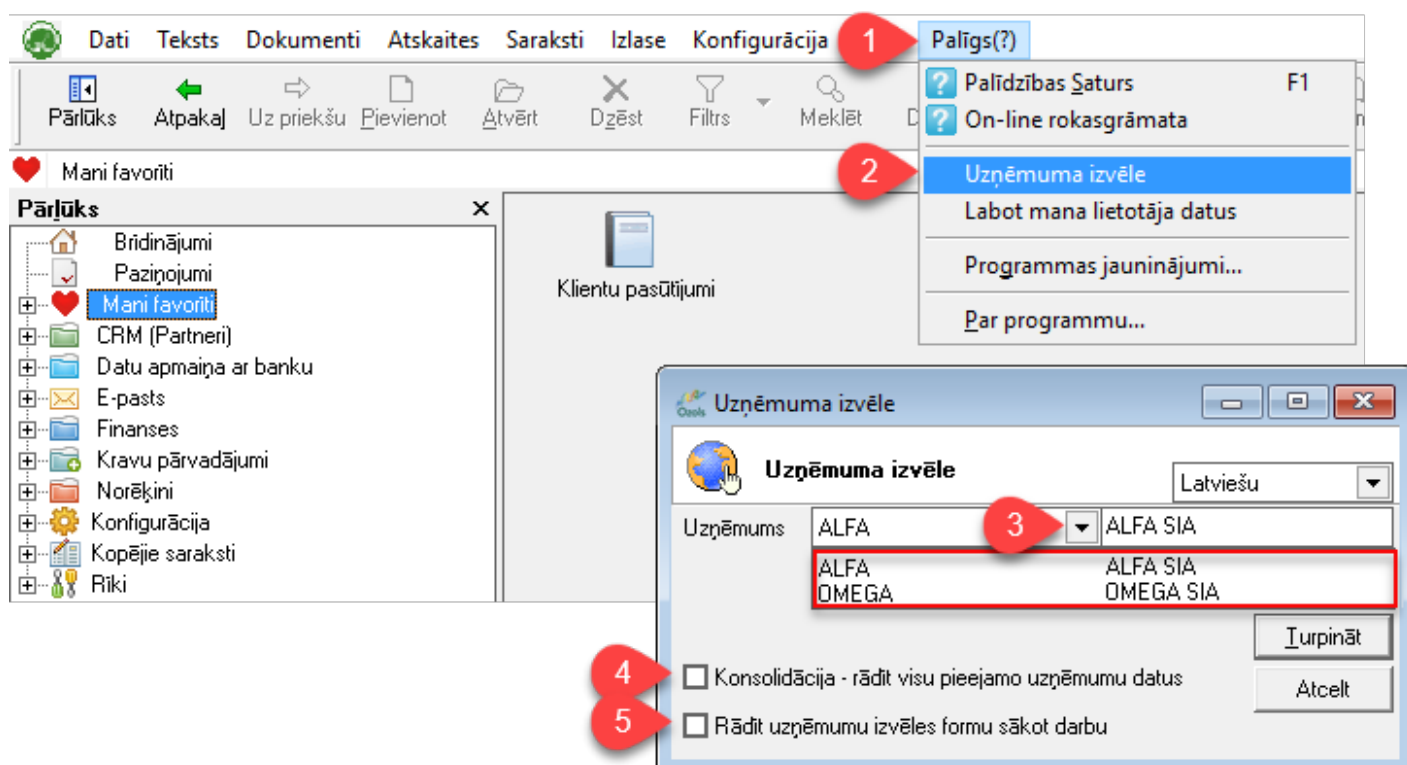 Dati Teksts Dokumenti Atskaites Saraksti Izlase Konfigurācija 1 Palīgs(?)
Pārlūks Atpakaļ Uz priekšu Pievienot Atvērt Dzēst Filtrs Meklēt
Palīdzības Saturs F1
On-line rokasgrāmata
Mani favorīti
2 Uzņēmuma izvēle
Labot mana lietotāja datus
Programmas jauninājumi...
Par programmu...
Pārlūks
Brīdinājumi
Paziņojumi
Mani favorīti
CRM (Partneri)
Datu apmaiņa ar banku
E-pasts
Finanses
Kravu pārvadājumi
Norēķini
Konfigurācija
Kopējie saraksti
Rīki
Klientu pasūtījumi
Ozols Uzņēmuma izvēle
Uzņēmuma izvēle Latviešu
Uzņēmums ALFA 3 ALFA SIA
ALFA ALFA SIA
OMEGA OMEGA SIA
Turpināt
4 Konsolidācija - rādīt visu pieejamo uzņēmumu datus
Atcelt
5 Rādīt uzņēmumu izvēles formu sākot darbu